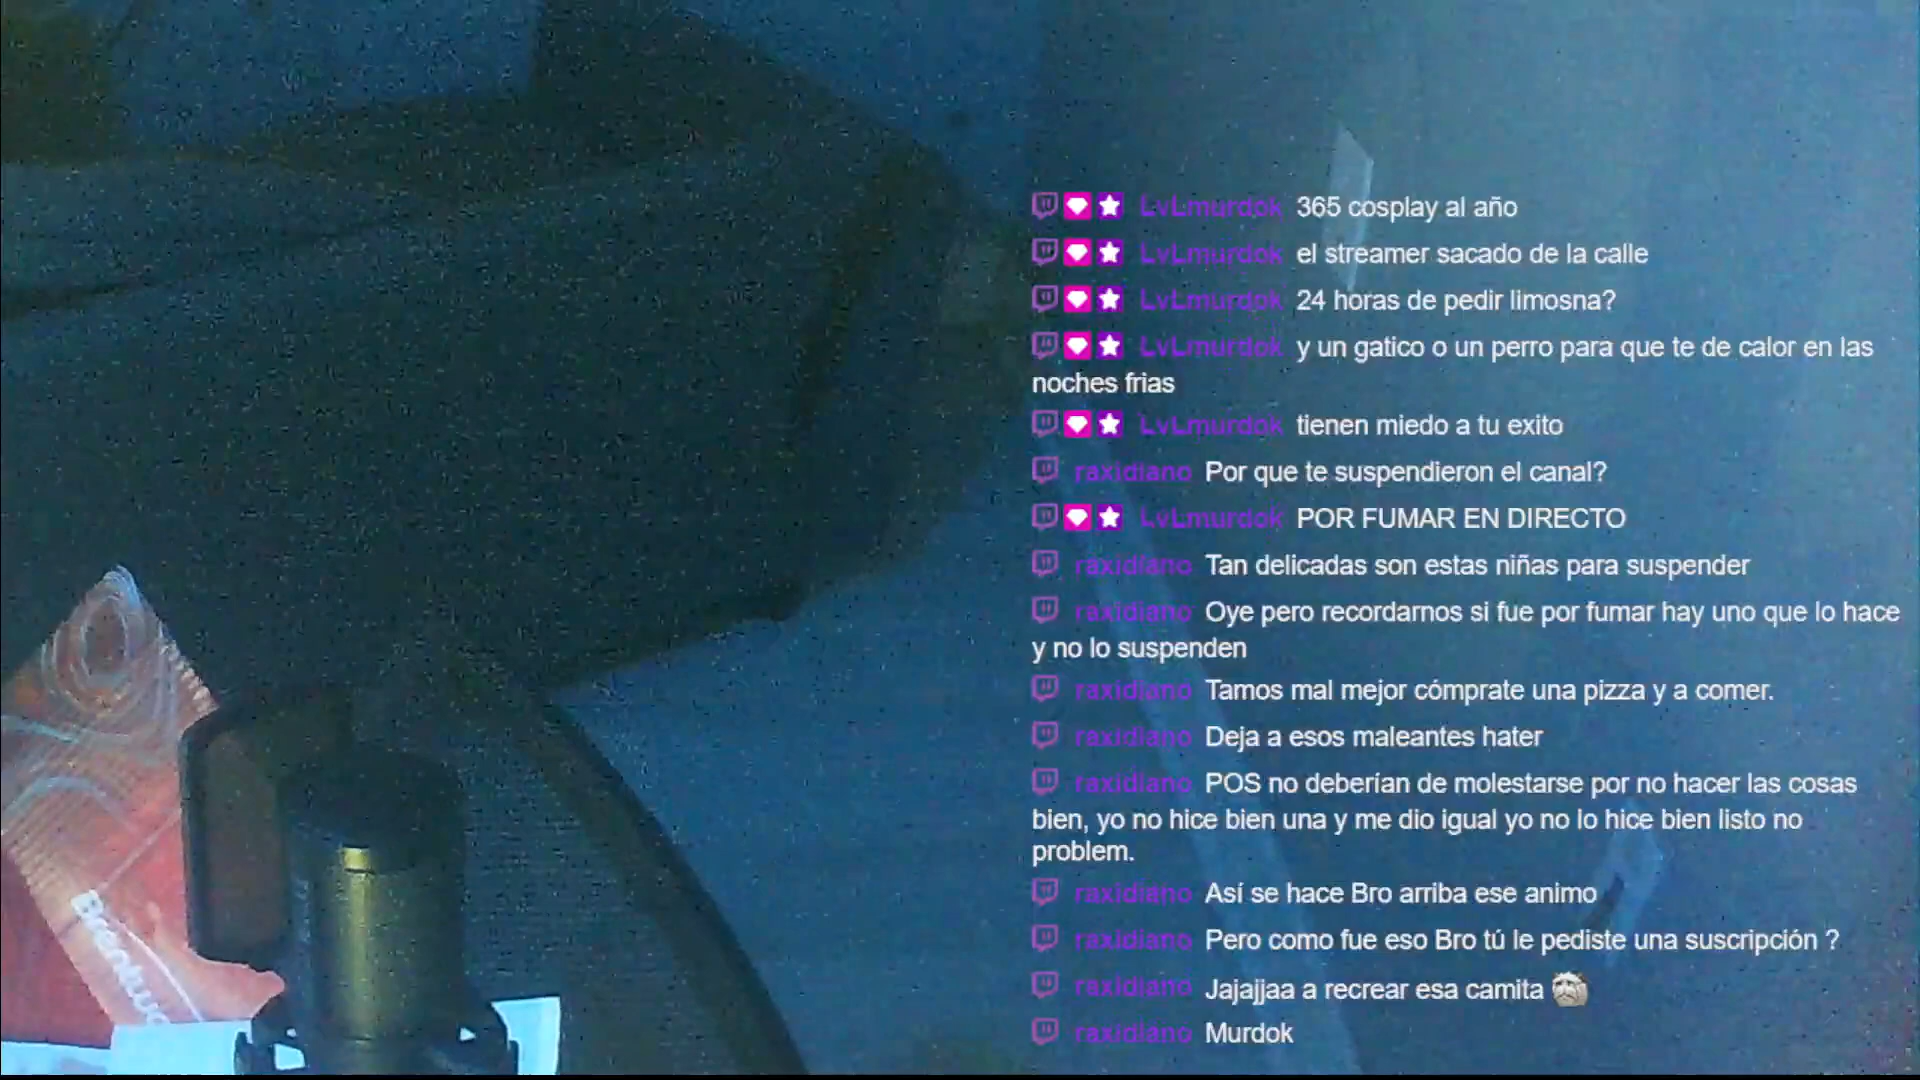 LvLmurdok 365 cosplay al año
LvLmurdok el streamer sacado de la calle
LvLmurdok 24 horas de pedir limosna?
LvLmurdok y un gatico o un perro para que te de calor en las
noches frias
LvLmurdok tienen miedo a tu exito
raxidiano Por que te suspendieron el canal?
LvLmurdok POR FUMAR EN DIRECTO
raxidiano Tan delicadas son estas niñas para suspender
raxidiano Oye pero recordarnos si fue por fumar hay uno que lo hace
y no lo suspenden
raxidiano Tamos mal mejor cómprate una pizza y a comer.
raxidiano Deja a esos maleantes hater
raxidiano POS no deberían de molestarse por no hacer las cosas
bien, yo no hice bien una y me dio igual yo no lo hice bien listo no
problem.
raxidiano Así se hace Bro arriba ese animo
raxidiano Pero como fue eso Bro tú le pediste una suscripción ?
raxidiano Jajajjaa a recrear esa camita
raxidiano Murdok